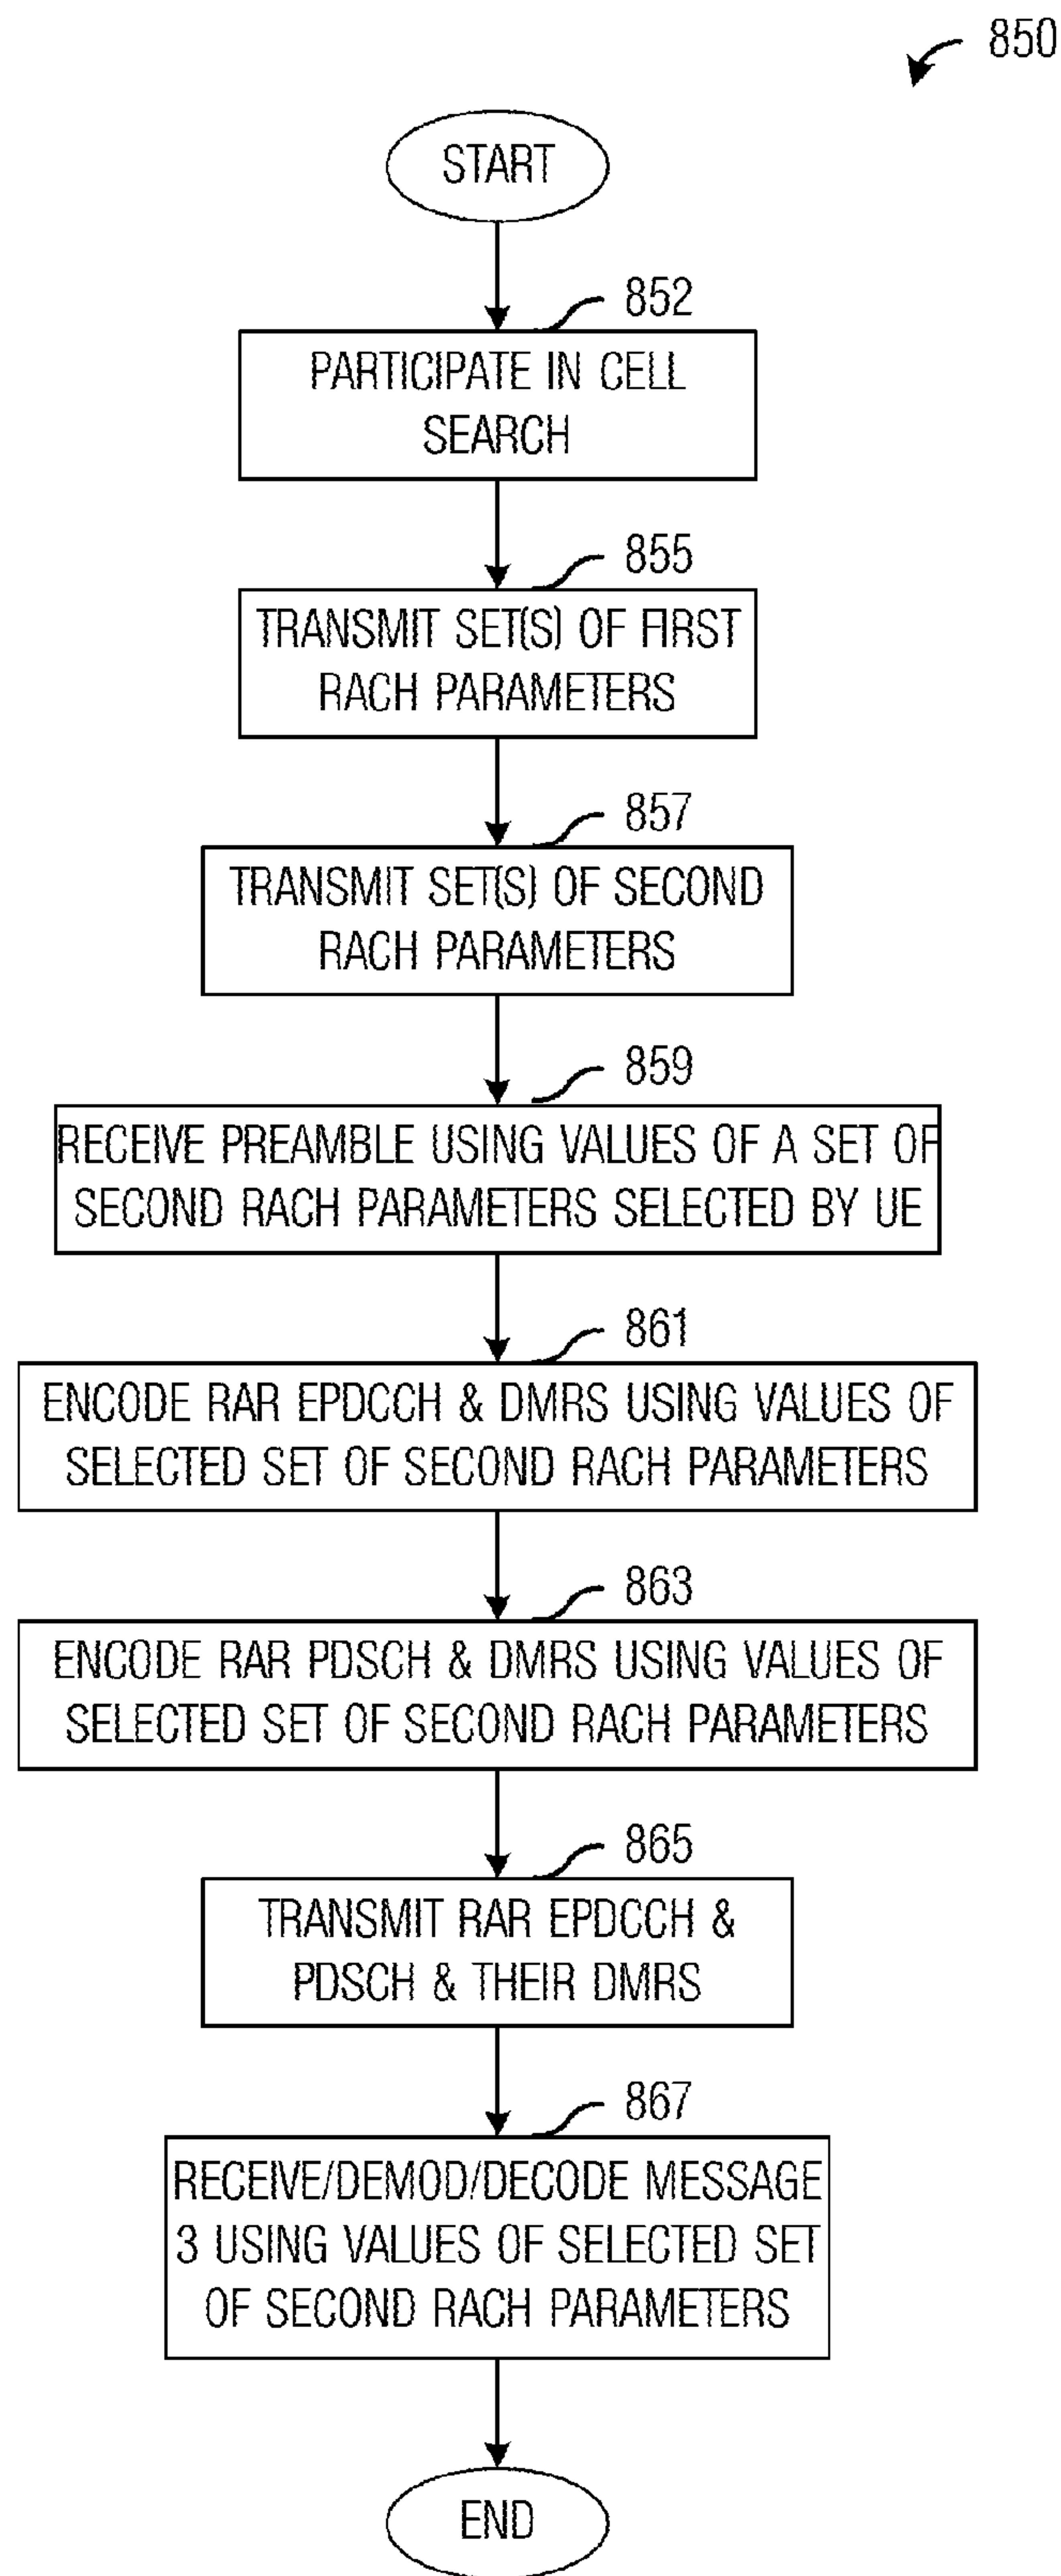 850
START
852
PARTICIPATE IN CELL
SEARCH
855
TRANSMIT SET(S) OF FIRST
RACH PARAMETERS
857
TRANSMIT SET(S) OF SECOND
RACH PARAMETERS
859
RECEIVE PREAMBLE USING VALUES OF A SET OF
SECOND RACH PARAMETERS SELECTED BY UE
861
ENCODE RAR EPDCCH & DMRS USING VALUES OF
SELECTED SET OF SECOND RACH PARAMETERS
863
ENCODE RAR PDSCH & DMRS USING VALUES OF
SELECTED SET OF SECOND RACH PARAMETERS
865
TRANSMIT RAR EPDCCH &
PDSCH & THEIR DMRS
867
RECEIVE/DEMOD/DECODE MESSAGE
3 USING VALUES OF SELECTED SET
OF SECOND RACH PARAMETERS
END